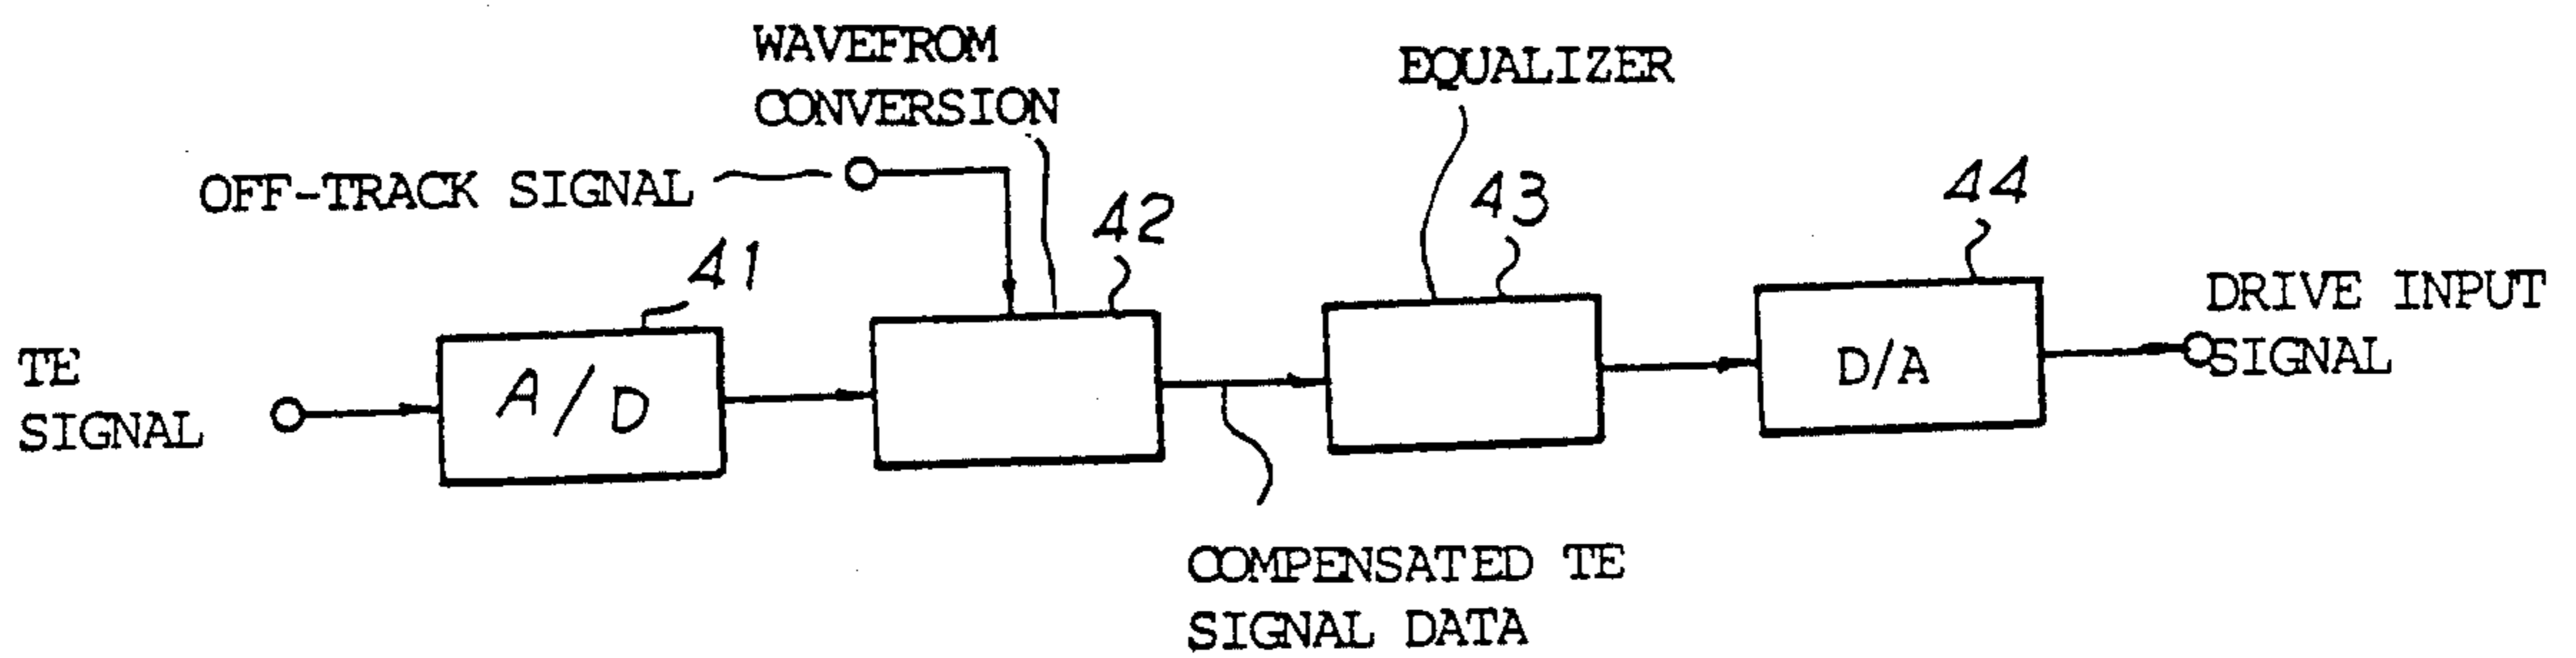 WAVEFROM
CONVERSION
EQUALIZER
OFF-TRACK SIGNAL
41
42
43
44
TE
SIGNAL
A/D
D/A
DRIVE INPUT
SIGNAL
COMPENSATED TE
SIGNAL DATA